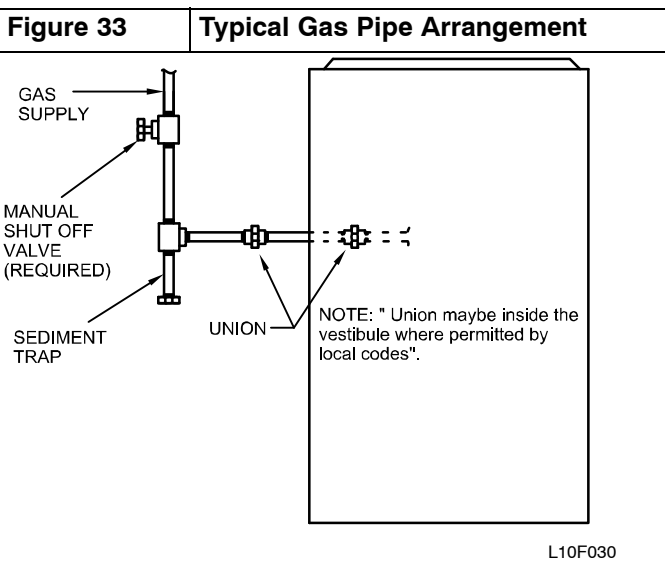 Figure 33
Typical Gas Pipe Arrangement
GAS
SUPPLY
MANUAL
SHUT OFF
VALVE
(REQUIRED)
SEDIMENT
TRAP
UNION
NOTE: " Union maybe inside the
vestibule where permitted by
local codes".
L10F030